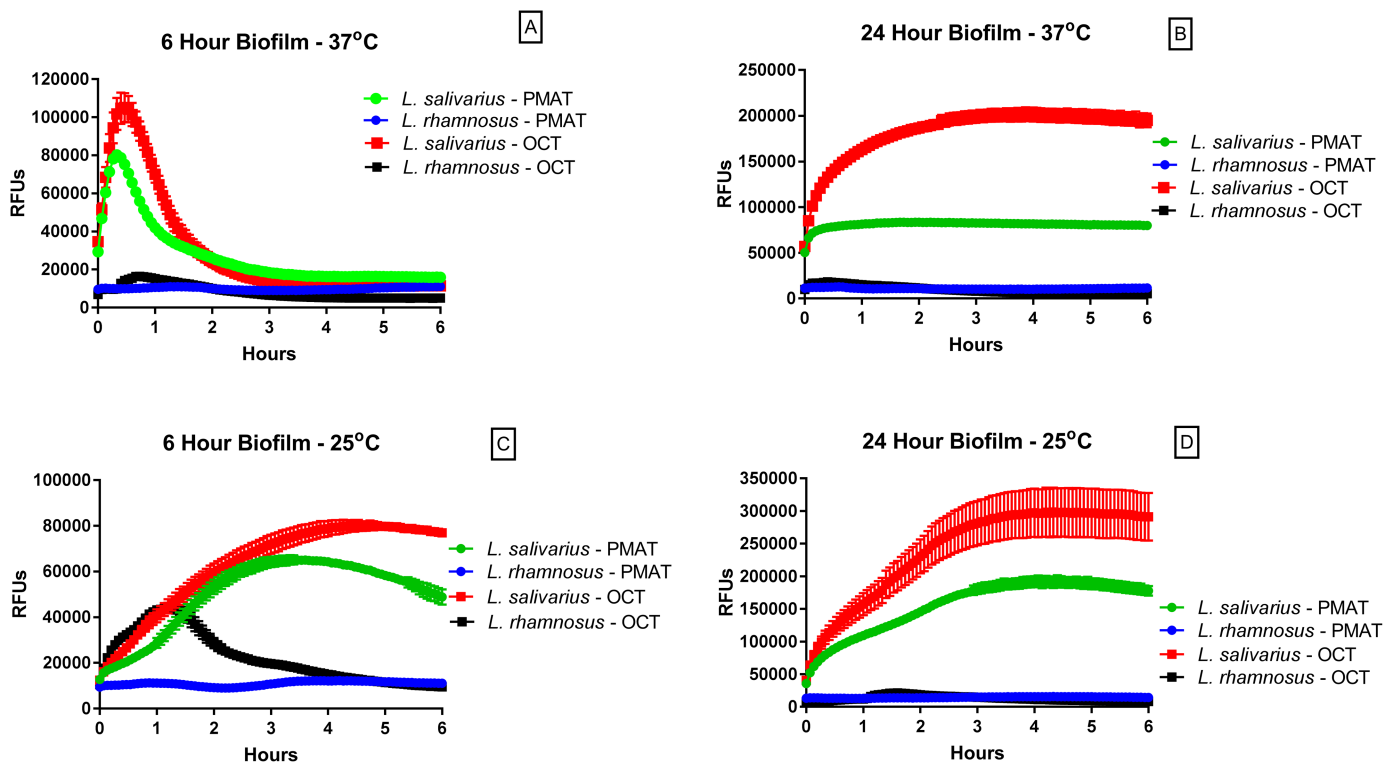 6 Hour Biofilm - 37°C
A
120000
100000
80000
60000
40000
20000
0
RFUs
0 1 2 3 4 5 6
Hours
L. salivarius - PMAT
L. rhamnosus - PMAT
L. salivarius - OCT
L. rhamnosus - OCT
24 Hour Biofilm - 37°C
B
250000
200000
150000
100000
50000
0
RFUs
0 1 2 3 4 5 6
Hours
L. salivarius - PMAT
L. rhamnosus - PMAT
L. salivarius - OCT
L. rhamnosus - OCT
6 Hour Biofilm - 25°C
C
100000
80000
60000
40000
20000
0
RFUs
0 1 2 3 4 5 6
Hours
L. salivarius - PMAT
L. rhamnosus - PMAT
L. salivarius - OCT
L. rhamnosus - OCT
24 Hour Biofilm - 25°C
D
350000
300000
250000
200000
150000
100000
50000
0
RFUs
0 1 2 3 4 5 6
Hours
L. salivarius - PMAT
L. rhamnosus - PMAT
L. salivarius - OCT
L. rhamnosus - OCT